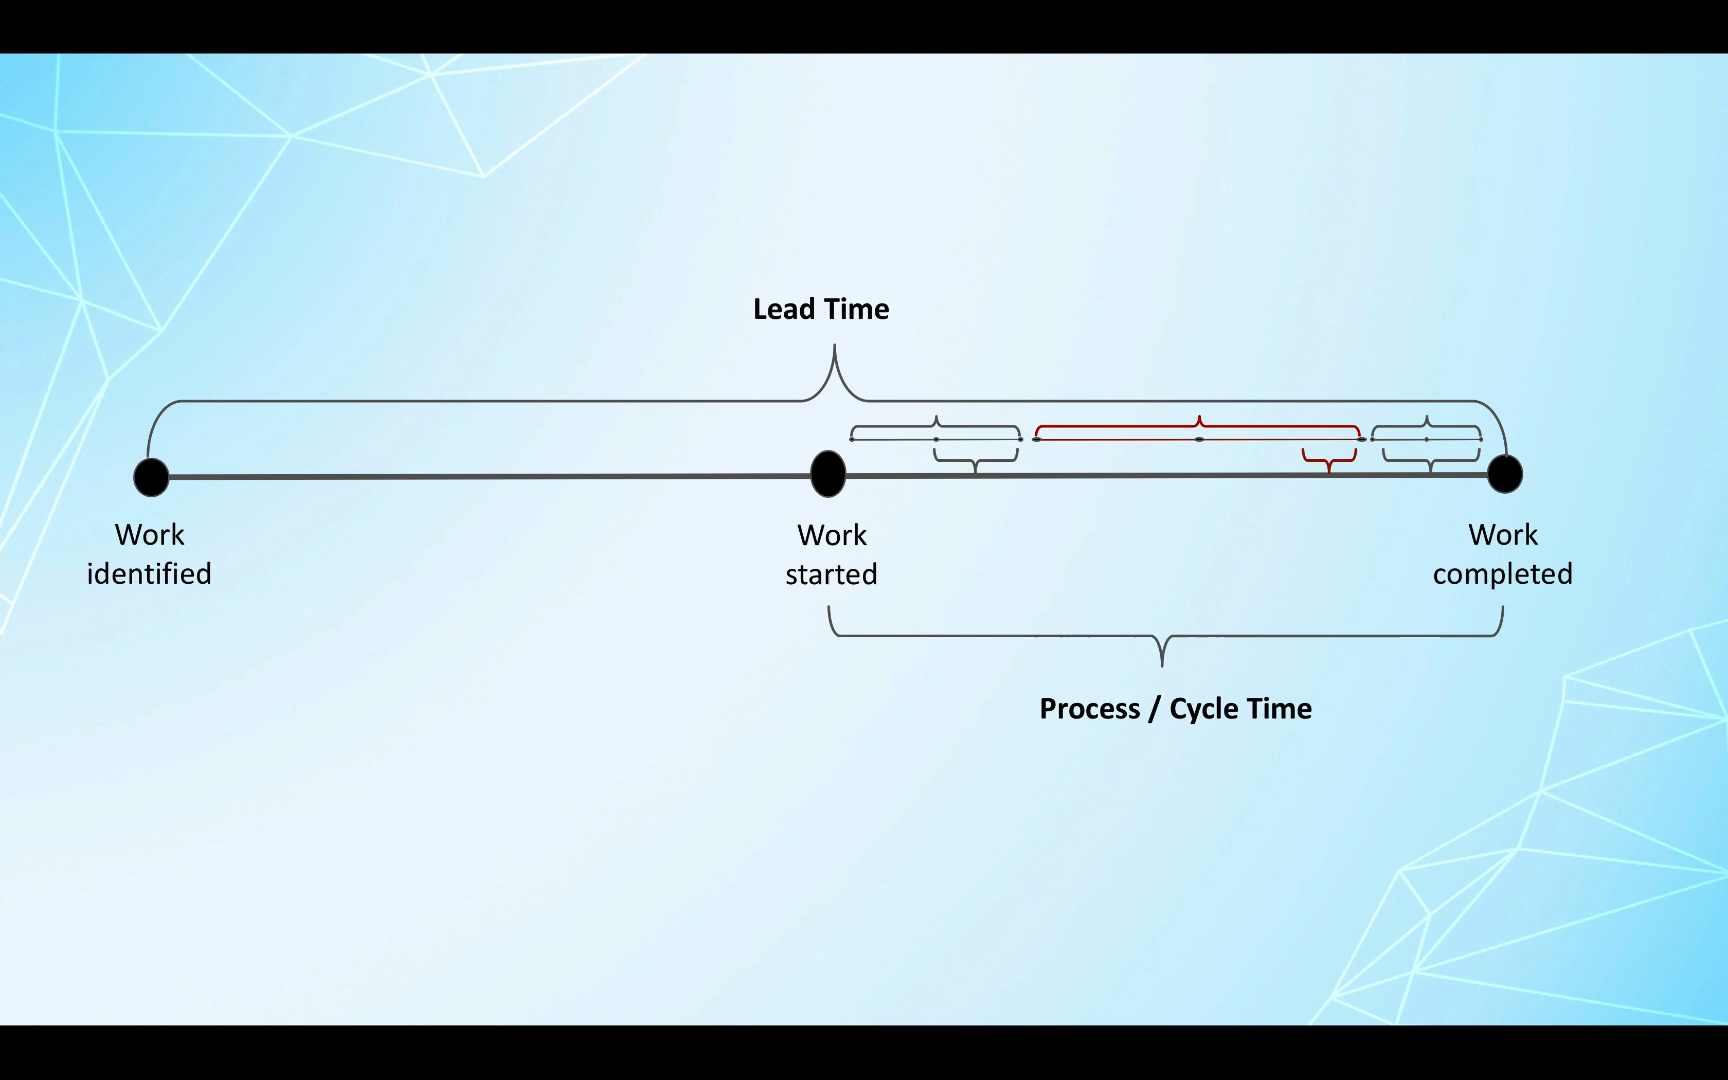 Lead Time
Work
identified
Work
started
Work
completed
Process / Cycle Time